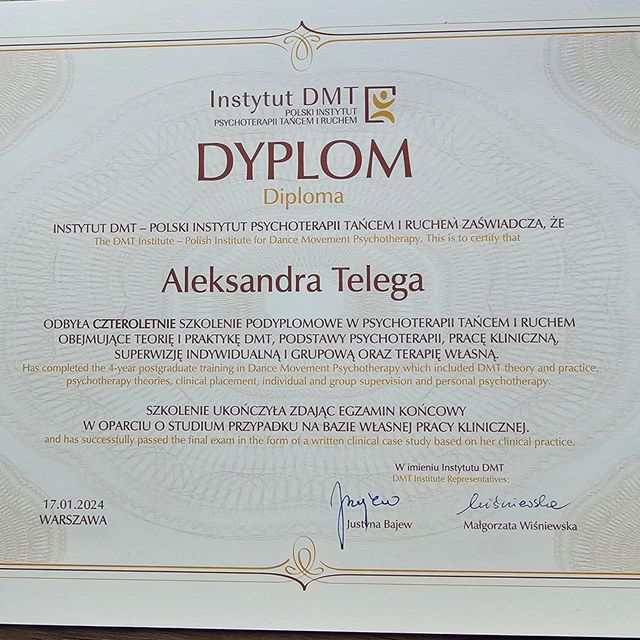 Instytut DMT
POLSKI INSTYTUT
PSYCHOTERAPII TAŃCEM I RUCHEM
DYPLOM
Diploma
INSTYTUT DMT – POLSKI INSTYTUT PSYCHOTERAPII TAŃCEM I RUCHEM ZAŚWIADCZA, ŻE
The DMT Institute – Polish Institute for Dance Movement Psychotherapy. This is to certify that
Aleksandra Telega
ODBYŁA CZTEROLETNIE SZKOLENIE PODYPLOMOWE W PSYCHOTERAPII TAŃCEM I RUCHEM
OBEJMUJĄCE TEORIĘ I PRAKTYKĘ DMT, PODSTAWY PSYCHOTERAPII, PRACĘ KLINICZNĄ,
SUPERWIZJĘ INDYWIDUALNĄ I GRUPOWĄ ORAZ TERAPIĘ WŁASNĄ.
Has completed the 4-year postgraduate training in Dance Movement Psychotherapy which included DMT theory and practice,
psychotherapy theories, clinical placement, individual and group supervision and personal psychotherapy.
SZKOLENIE UKOŃCZYŁA ZDAJĄC EGZAMIN KOŃCOWY
W OPARCIU O STUDIUM PRZYPADKU NA BAZIE WŁASNEJ PRACY KLINICZNEJ.
and has successfully passed the final exam in the form of a written clinical case study based on her clinical practice.
W imieniu Instytutu DMT
DMT Institute Representatives:
17.01.2024
WARSZAWA
Wiśniewska
Justyna Bajew
Małgorzata Wiśniewska